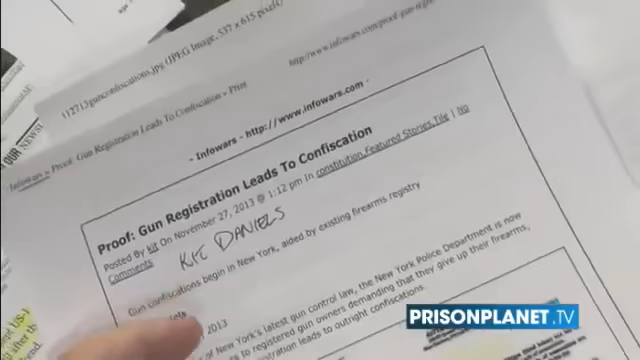 112713gunconfiscations.jpg (JPEG Image, 537 x 615 pixels)
Infowars » Proof: Gun Registration Leads To Confiscation » Print
http://www.infowars.com/proof-gun-regis
OUR NEWS
- Infowars - http://www.infowars.com -
Proof: Gun Registration Leads To Confiscation
Posted By kit On November 27, 2013 @ 1:12 pm In constitution,Featured Stories,Tile | No
Comments
KIT DANIELS
Gun confiscations begin in New York, aided by existing firearms registry
2013
of New York's latest gun control law, the New York Police Department is now
to registered gun owners demanding that they give up their firearms,
registration leads to outright confiscations.
PRISONPLANET.TV